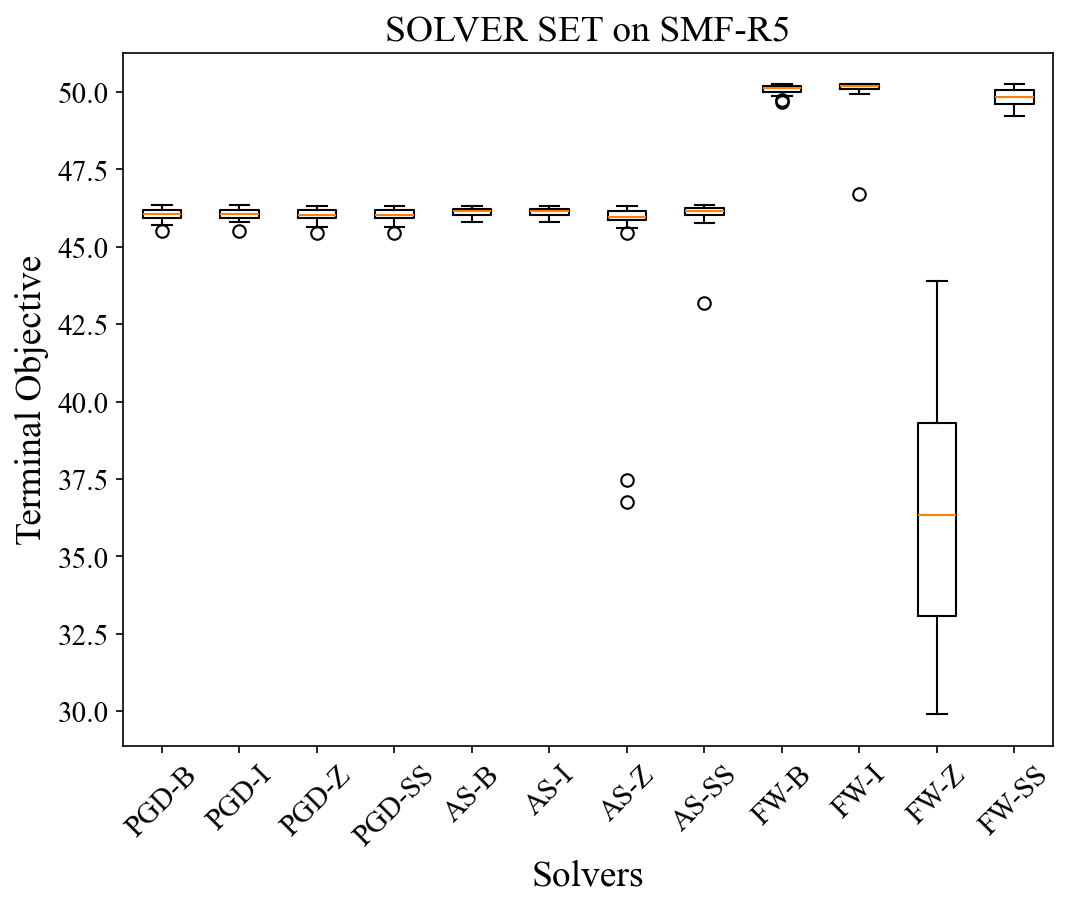 SOLVER SET on SMF-R5
Terminal Objective
50.0
47.5
45.0
42.5
40.0
37.5
35.0
32.5
30.0
PGD-B
PGD-I
PGD-Z
PGD-SS
AS-B
AS-I
AS-Z
AS-SS
FW-B
FW-I
FW-Z
FW-SS
Solvers